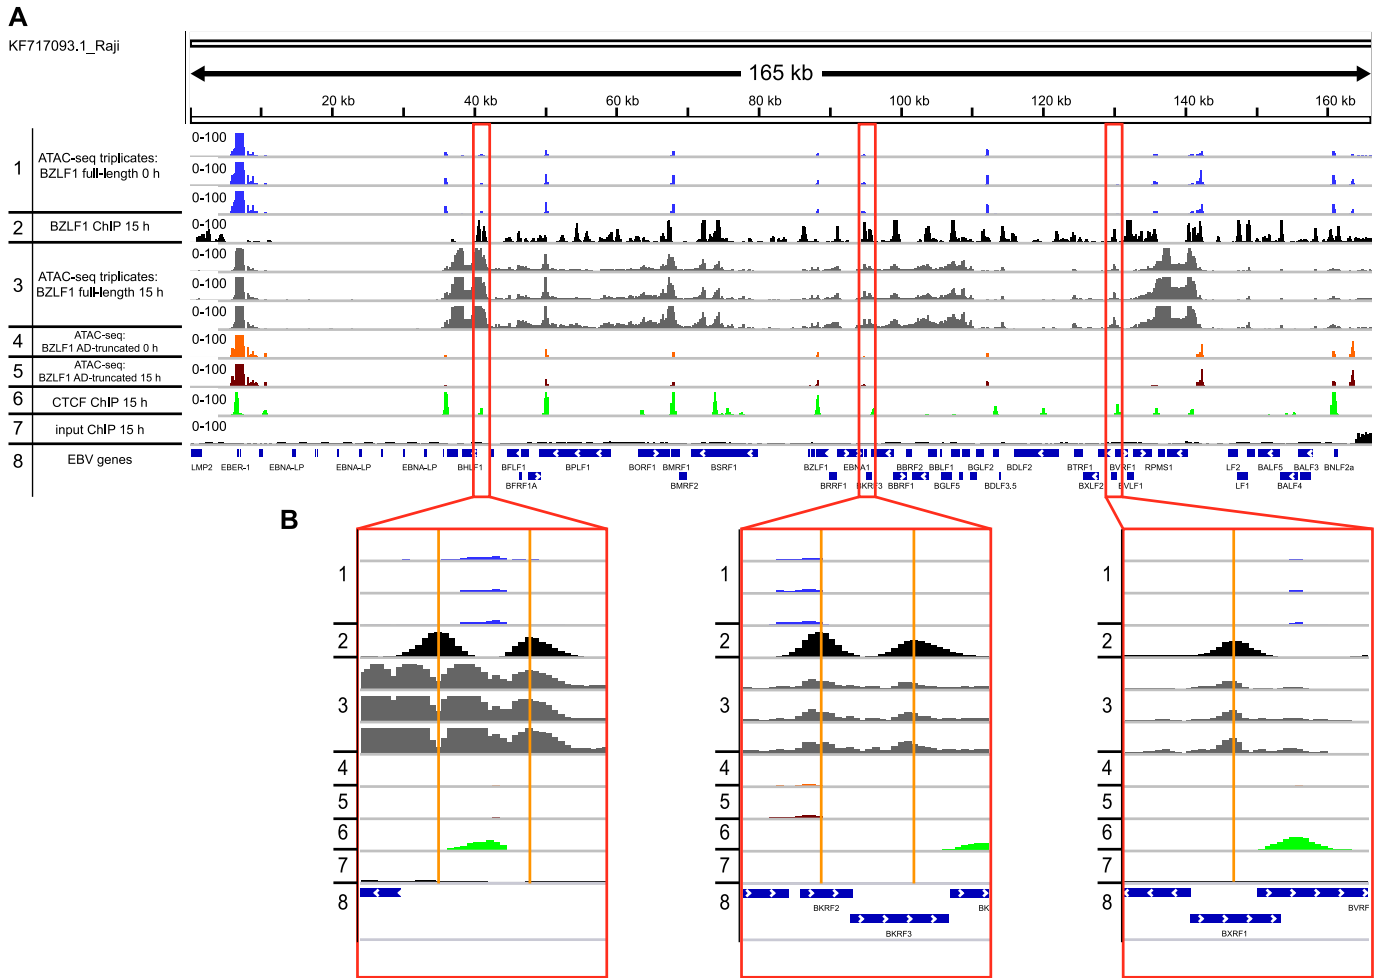 A
KF717093.1_Raji
165 kb
20 kb 40 kb 60 kb 80 kb 100 kb 120 kb 140 kb 160 kb
1
ATAC-seq triplicates:
BZLF1 full-length 0 h
0-100
0-100
0-100
2
BZLF1 ChIP 15 h
0-100
3
ATAC-seq triplicates:
BZLF1 full-length 15 h
0-100
0-100
0-100
4
ATAC-seq:
BZLF1 AD-truncated 0 h
0-100
5
ATAC-seq:
BZLF1 AD-truncated 15 h
0-100
6
CTCF ChIP 15 h
0-100
7
input ChIP 15 h
0-100
8
EBV genes
LMP2 EBER-1 EBNA-LP EBNA-LP EBNA-LP BHLF1 BFLF1 BPLF1 BORF1 BMRF1 BSRF1 BZLF1 EBNA1 BBRF2 BBLF1 BGLF2 BDLF2 BTRF1 BVRF1 RPMS1 LF2 BALF5 BALF3 BNLF2a
BFRF1A BMRF2 BRRF1 BKRF3 BBRF1 BGLF5 BDLF3.5 BXLF2 BVLF1 LF1 BALF4
B
1
2
3
4
5
6
7
8
1
2
3
4
5
6
7
8
BKRF2 BK
BKRF3
1
2
3
4
5
6
7
8
BVRF
BXRF1